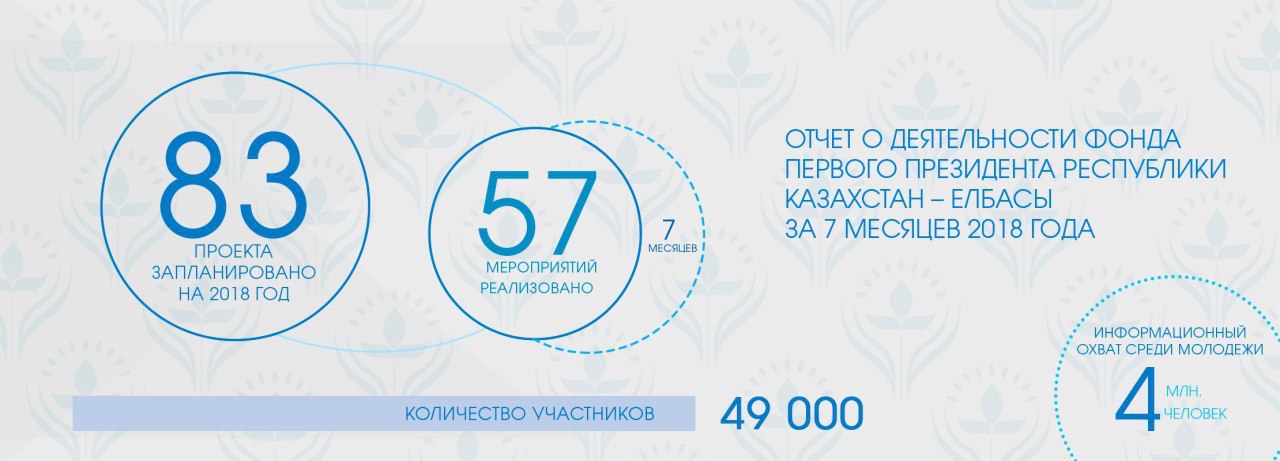 83
ПРОЕКТА
ЗАПЛАНИРОВАНО
НА 2018 ГОД
57
МЕРОПРИЯТИЙ
РЕАЛИЗОВАНО
7
МЕСЯЦЕВ
ОТЧЕТ О ДЕЯТЕЛЬНОСТИ ФОНДА
ПЕРВОГО ПРЕЗИДЕНТА РЕСПУБЛИКИ
КАЗАХСТАН – ЕЛБАСЫ
ЗА 7 МЕСЯЦЕВ 2018 ГОДА
КОЛИЧЕСТВО УЧАСТНИКОВ
49 000
ИНФОРМАЦИОННЫЙ
ОХВАТ СРЕДИ МОЛОДЕЖИ
4
МЛН.
ЧЕЛОВЕК